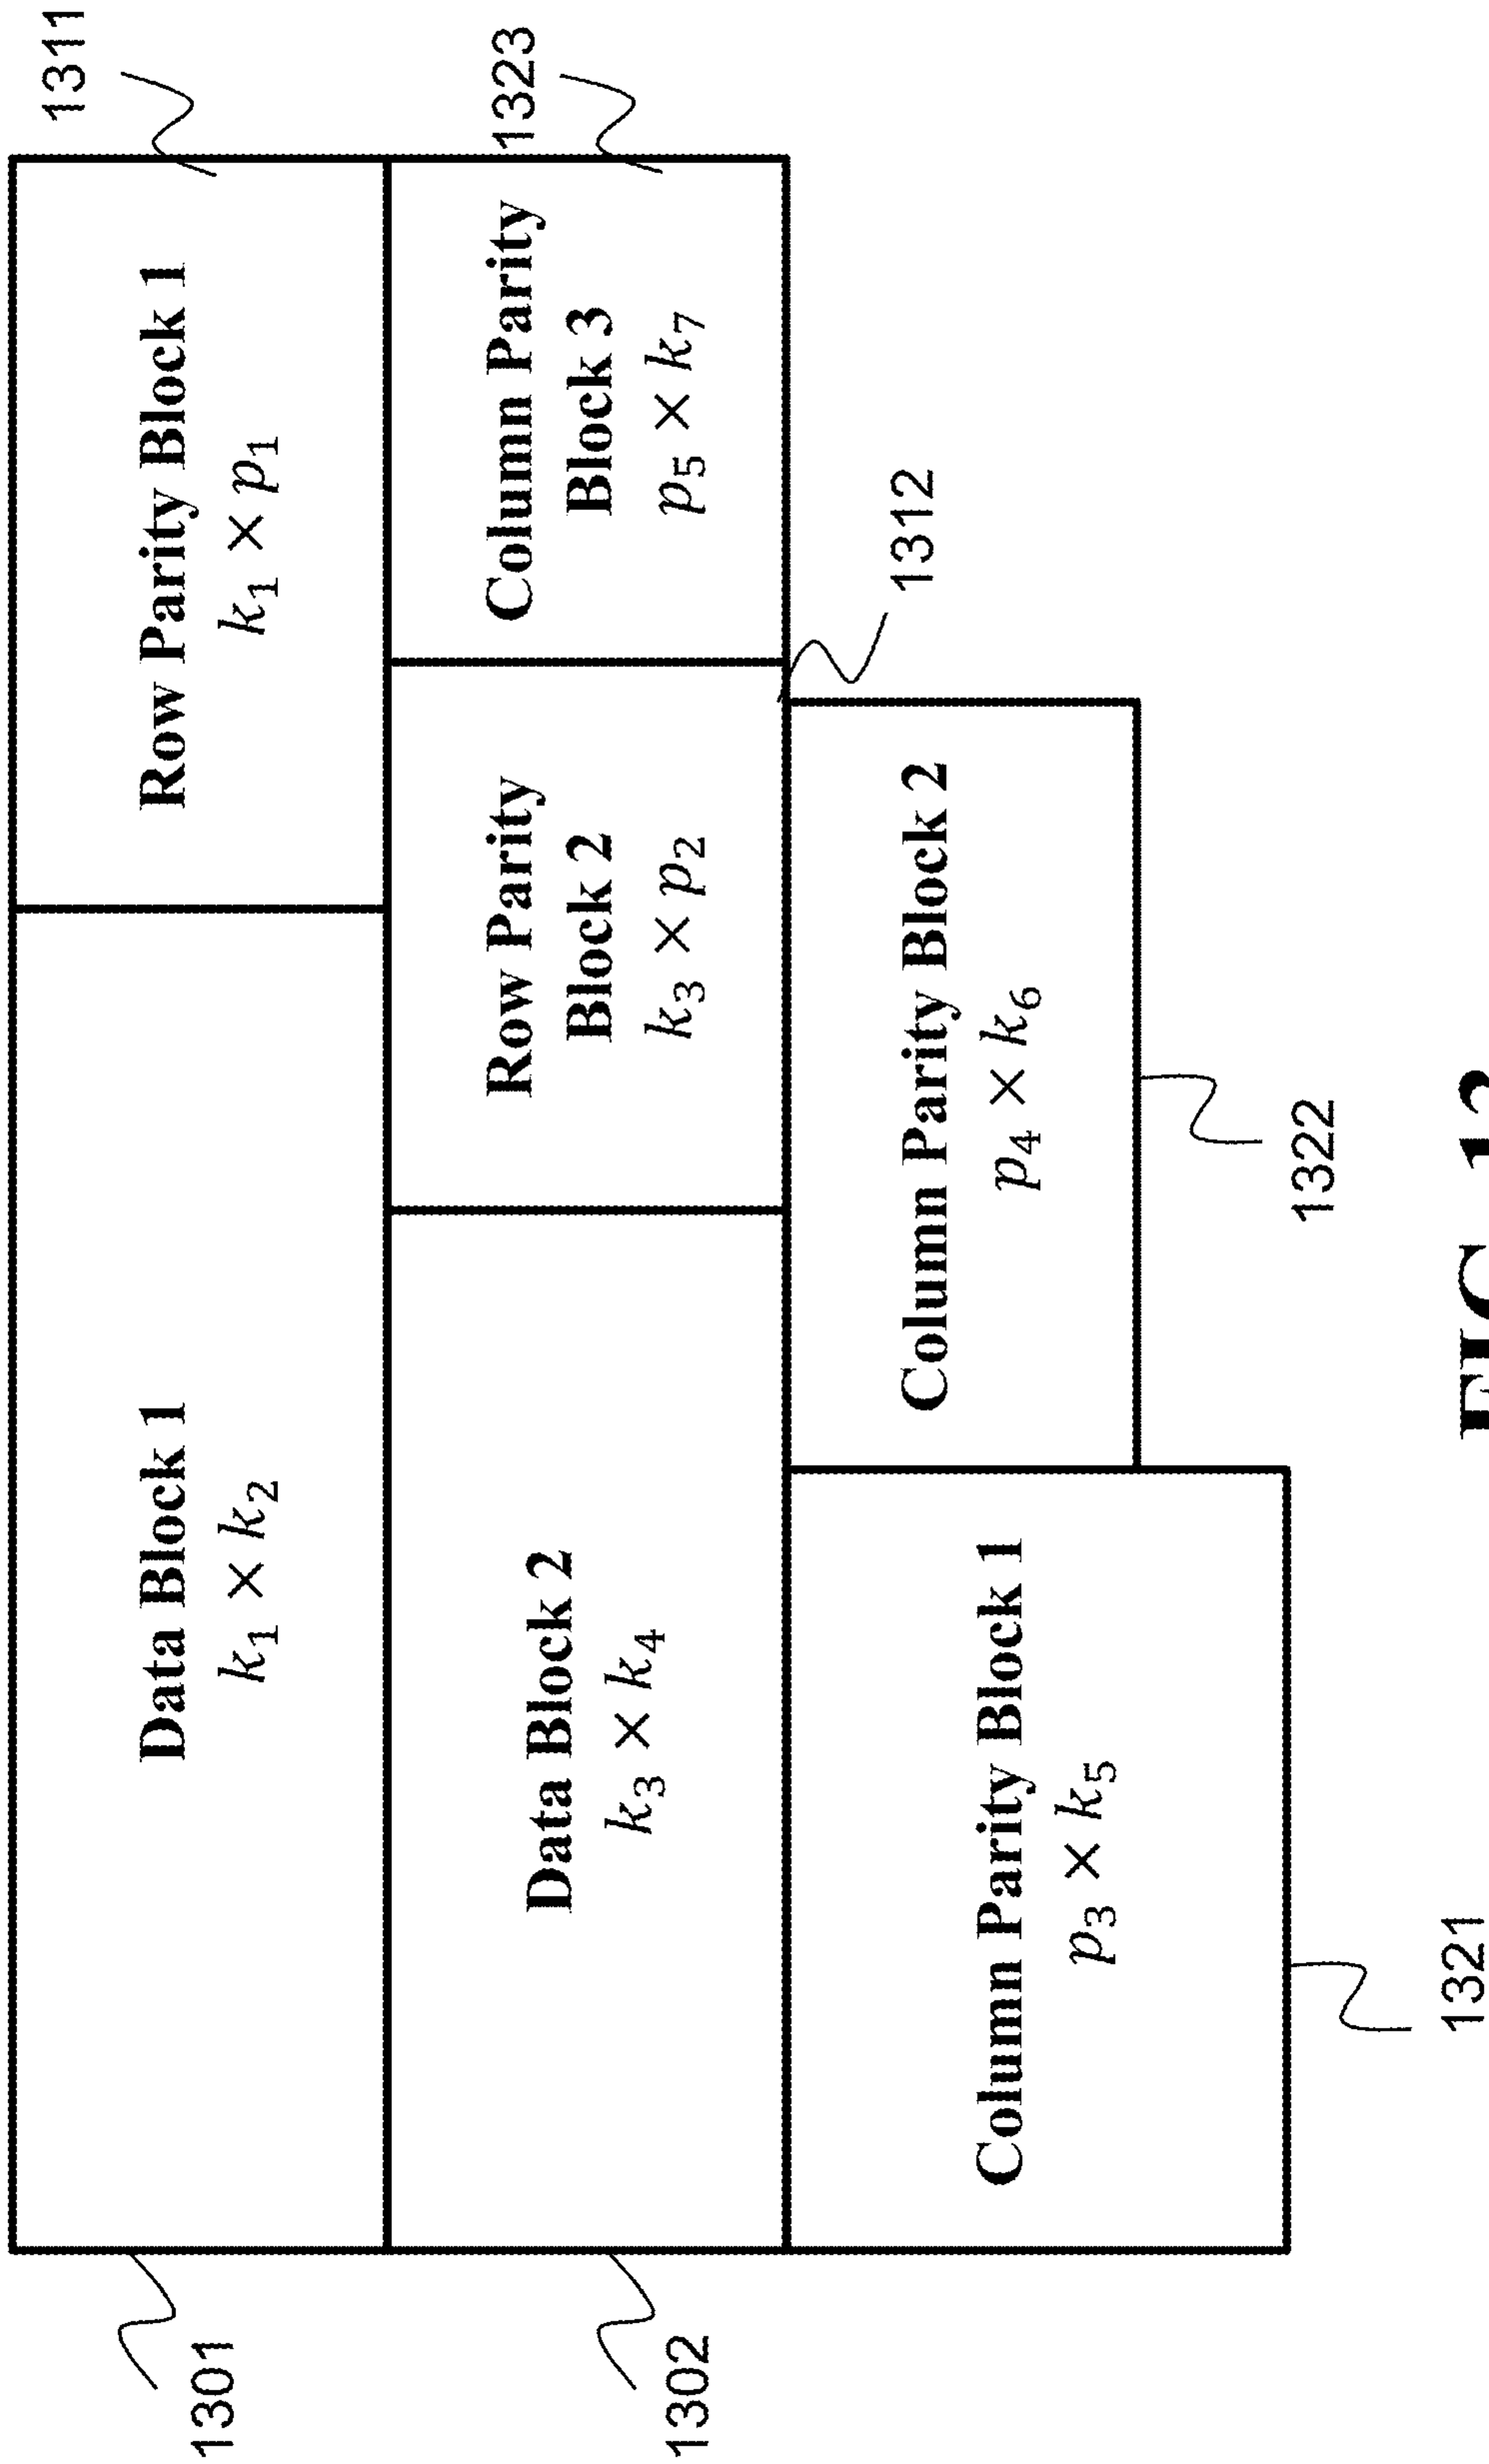 1311
Data Block 1
k₁ × k₂
Row Parity Block 1
k₁ × p₁
1301
1323
Data Block 2
k₃ × k₄
Row Parity
Block 2
k₃ × p₂
Column Parity
Block 3
p₅ × k₇
1302
1312
Column Parity Block 1
p₃ × k₅
Column Parity Block 2
p₄ × k₆
1322
1321